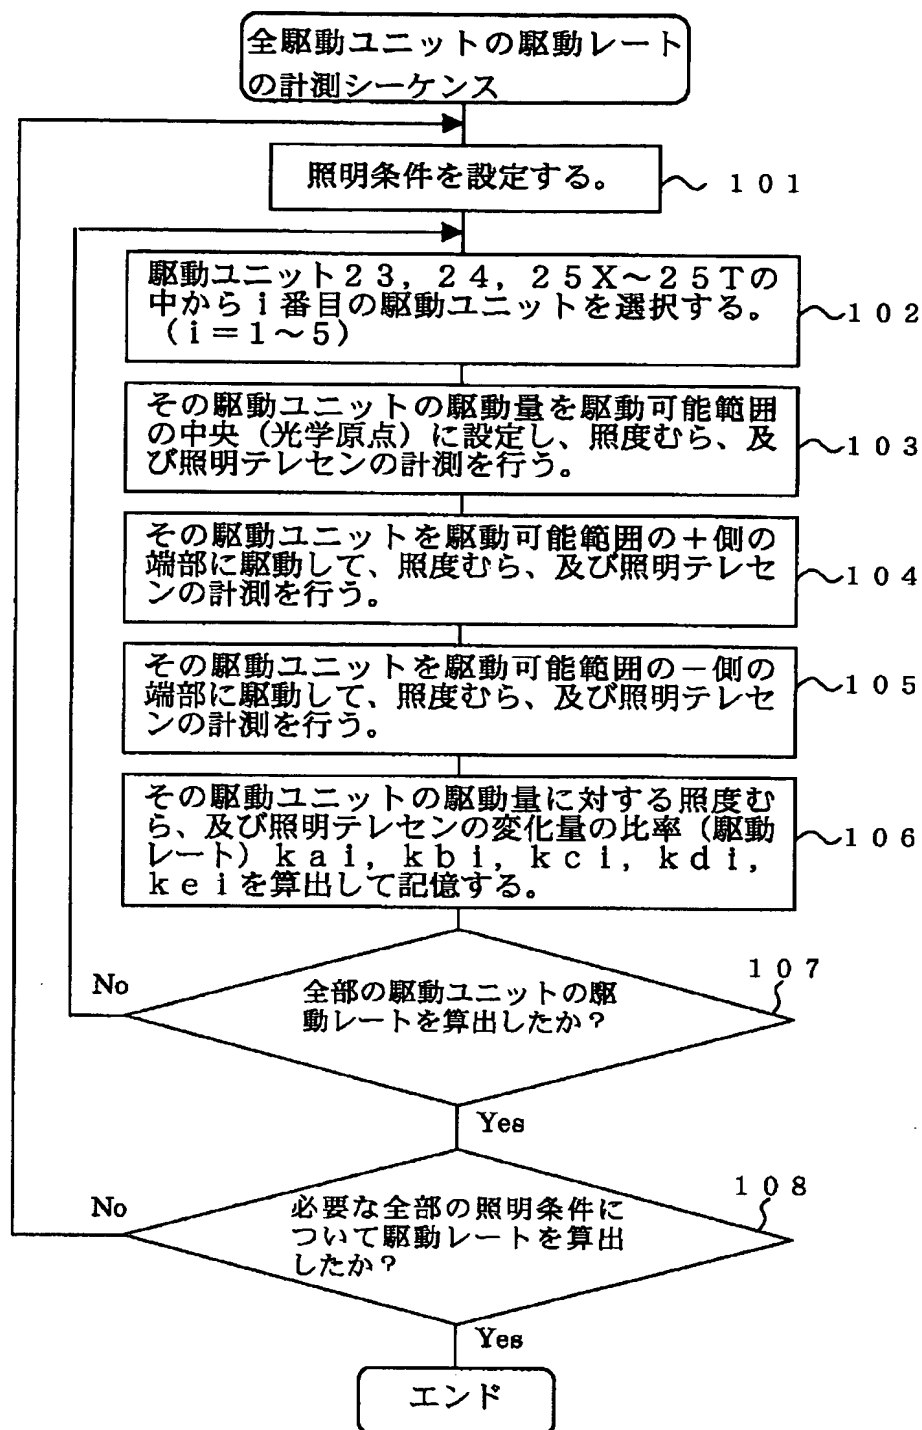 全駆動ユニットの駆動レート
の計測シーケンス
照明条件を設定する。
101
駆動ユニット23,24,25X～25Tの
中からi番目の駆動ユニットを選択する。
(i=1～5)
102
その駆動ユニットの駆動量を駆動可能範囲
の中央(光学原点)に設定し、照度むら、及
び照明テレセンの計測を行う。
103
その駆動ユニットを駆動可能範囲の+側の
端部に駆動して、照度むら、及び照明テレセ
ンの計測を行う。
104
その駆動ユニットを駆動可能範囲の-側の
端部に駆動して、照度むら、及び照明テレセ
ンの計測を行う。
105
その駆動ユニットの駆動量に対する照度む
ら、及び照明テレセンの変化量の比率(駆動
レート)kai,kbi,kci,kdi,
keiを算出して記憶する。
106
No
全部の駆動ユニットの駆
動レートを算出したか?
107
Yes
No
必要な全部の照明条件に
ついて駆動レートを算出
したか?
108
Yes
エンド